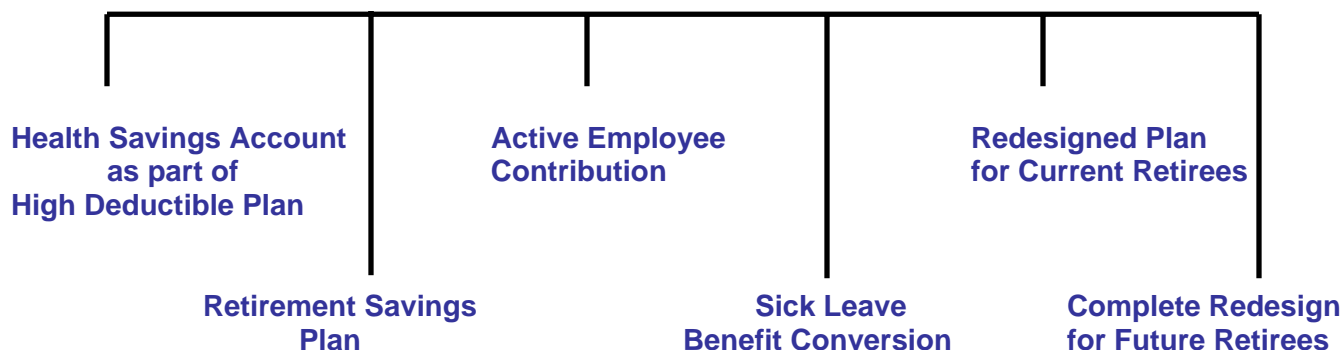 Health Savings Account
as part of
High Deductible Plan
Retirement Savings
Plan
Active Employee
Contribution
Sick Leave
Benefit Conversion
Redesigned Plan
for Current Retirees
Complete Redesign
for Future Retirees